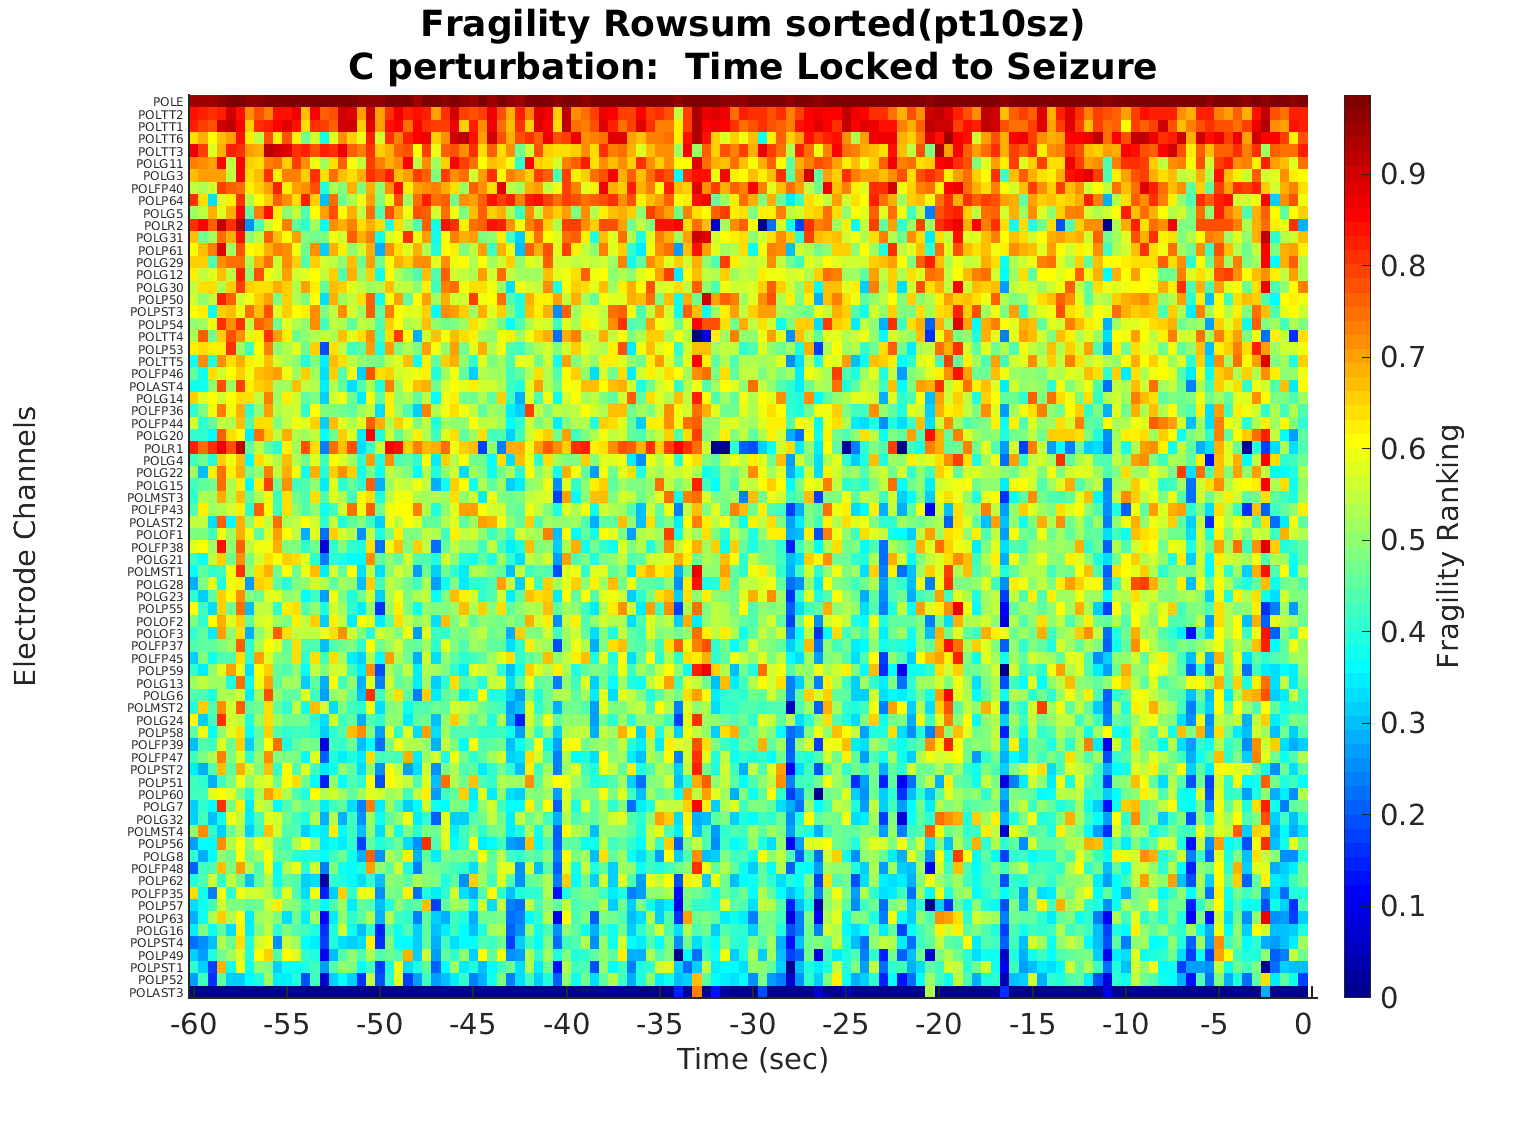 Fragility Rowsum sorted(pt10sz)
C perturbation:  Time Locked to Seizure
Electrode Channels
POLE
POLTT2
POLTT1
POLTT6
POLTT3
POLG11
POLG3
POLFP40
POLP64
POLG5
POLR2
POLG31
POLP61
POLG29
POLG12
POLG30
POLP50
POLPST3
POLP54
POLTT4
POLP53
POLTT5
POLFP46
POLAST4
POLG14
POLFP36
POLFP44
POLG20
POLR1
POLG4
POLG22
POLG15
POLMST3
POLFP43
POLAST2
POLOF1
POLFP38
POLG21
POLMST1
POLG28
POLG23
POLP55
POLOF2
POLOF3
POLFP37
POLFP45
POLP59
POLG13
POLG6
POLMST2
POLG24
POLP58
POLFP39
POLFP47
POLPST2
POLP51
POLP60
POLG7
POLG32
POLMST4
POLP56
POLG8
POLFP48
POLP62
POLFP35
POLP57
POLP63
POLG16
POLPST4
POLP49
POLPST1
POLP52
POLAST3
-60 -55 -50 -45 -40 -35 -30 -25 -20 -15 -10 -5 0
Time (sec)
0.9
0.8
0.7
0.6
0.5
0.4
0.3
0.2
0.1
0
Fragility Ranking